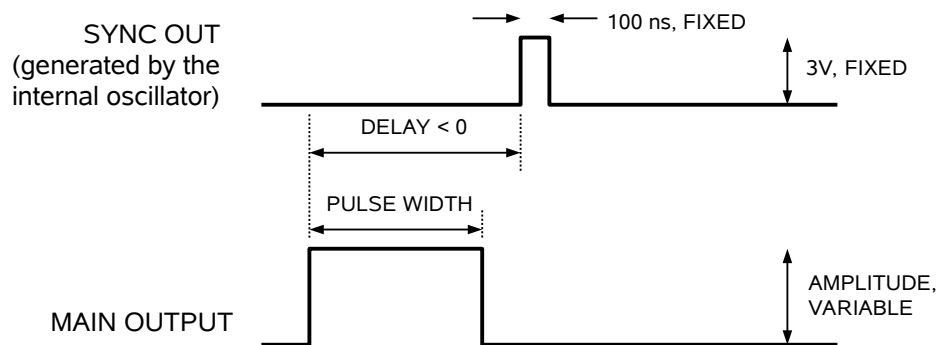 100 ns, FIXED
SYNC OUT
(generated by the
internal oscillator)
3V, FIXED
DELAY < 0
PULSE WIDTH
AMPLITUDE,
VARIABLE
MAIN OUTPUT